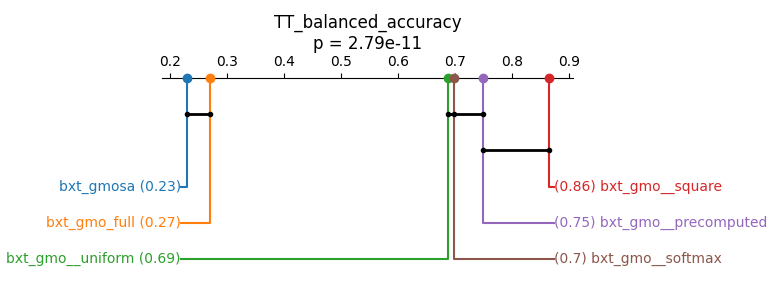 TT_balanced_accuracy
p = 2.79e-11
0.2 0.3 0.4 0.5 0.6 0.7 0.8 0.9
bxt_gmosa (0.23) (0.86) bxt_gmo__square
bxt_gmo_full (0.27) (0.75) bxt_gmo__precomputed
bxt_gmo__uniform (0.69) (0.7) bxt_gmo__softmax